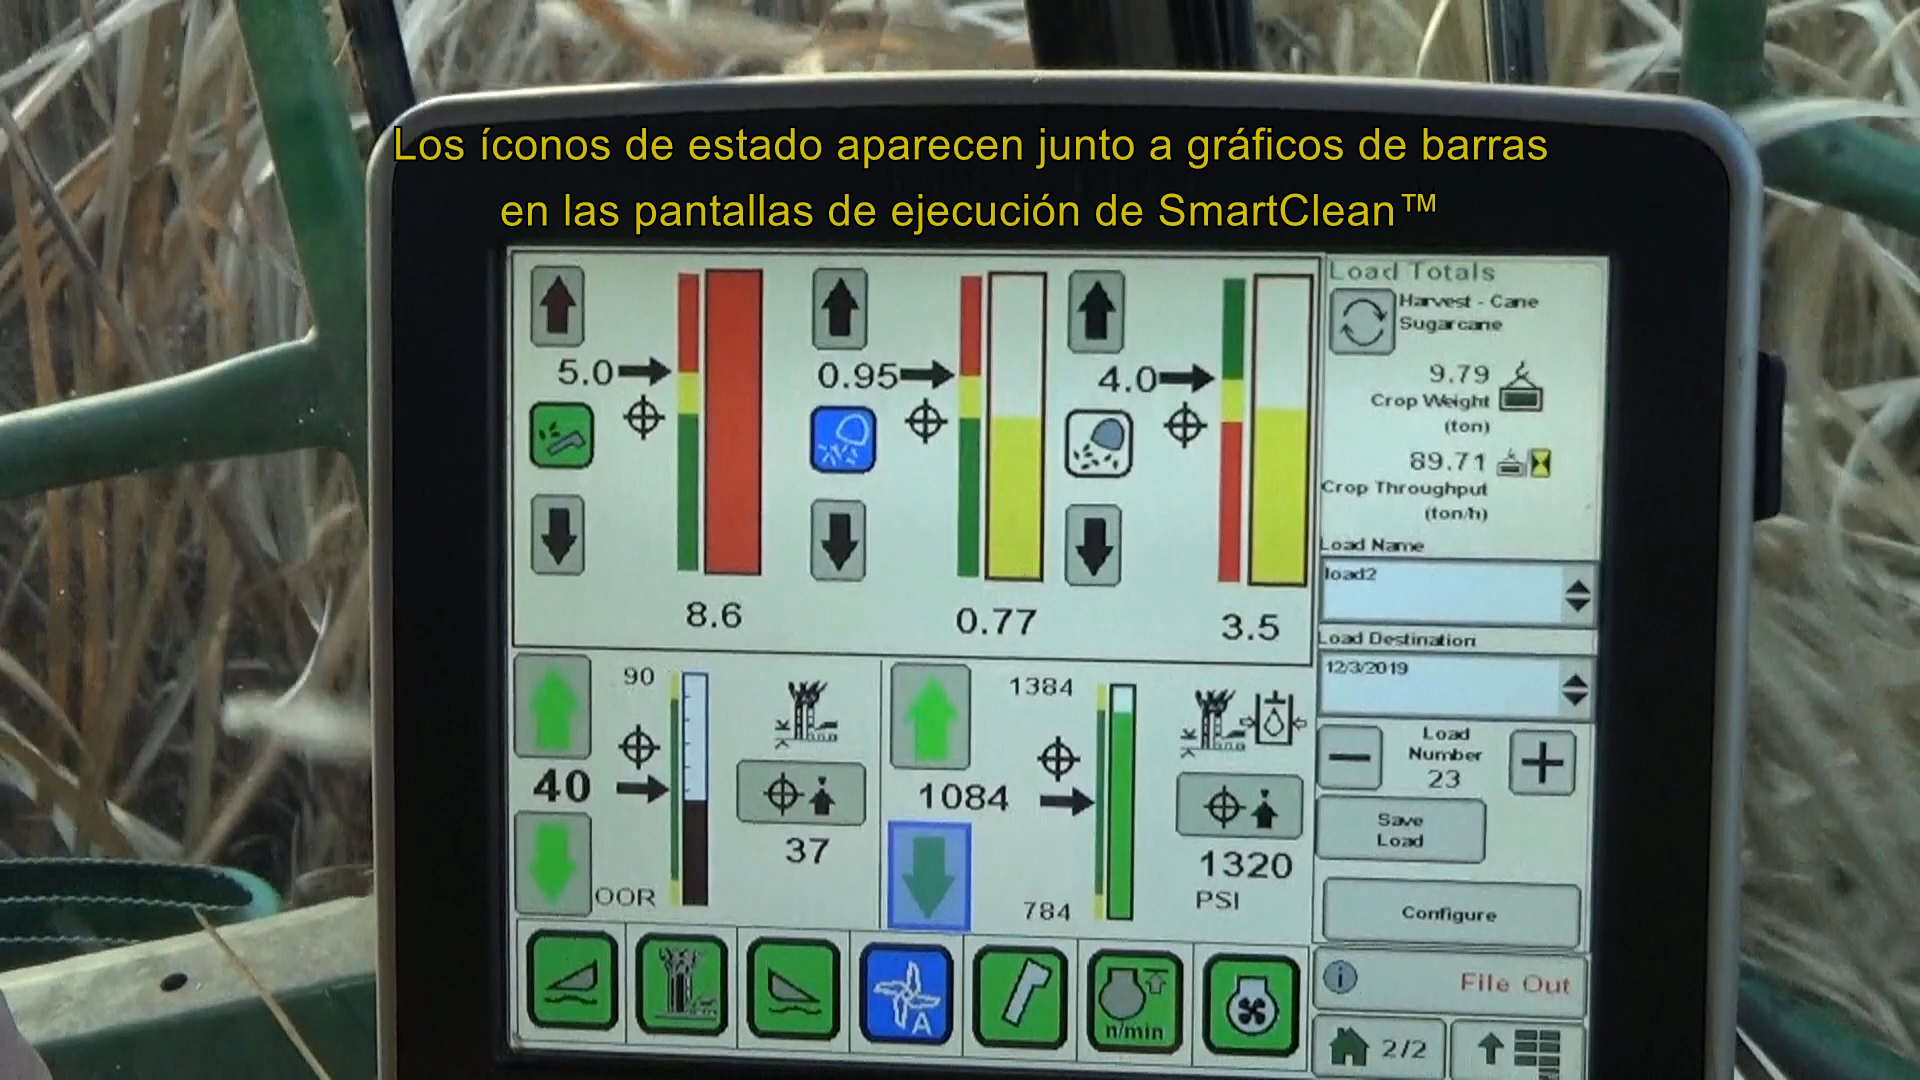 Los íconos de estado aparecen junto a gráficos de barras
en las pantallas de ejecución de SmartClean™
5.0
0.95
4.0
8.6
0.77
3.5
90
40
37
OOR
1384
1084
1320
784
PSI
n/min
A
Load Totals
Harvest - Cane
Sugarcane
9.79
Crop Weight
(ton)
89.71
Crop Throughput
(ton/h)
Load Name
load2
Load Destination
12/3/2019
Load
Number
23
Save
Load
Configure
File Out
2/2